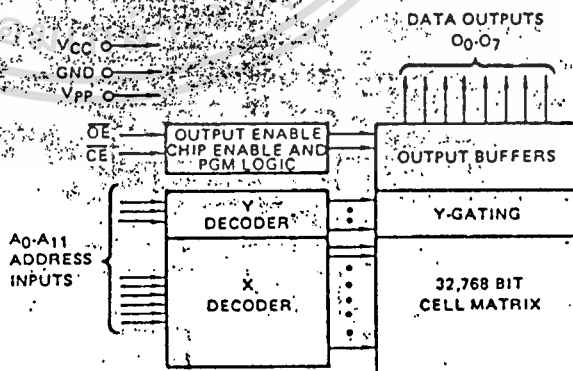 DATA OUTPUTS
O0-O7
VCC
GND
VPP
OE
CE
OUTPUT ENABLE
CHIP ENABLE AND
PGM LOGIC
OUTPUT BUFFERS
Y
DECODER
Y-GATING
A0-A11
ADDRESS
INPUTS
X
DECODER
32,768 BIT
CELL MATRIX